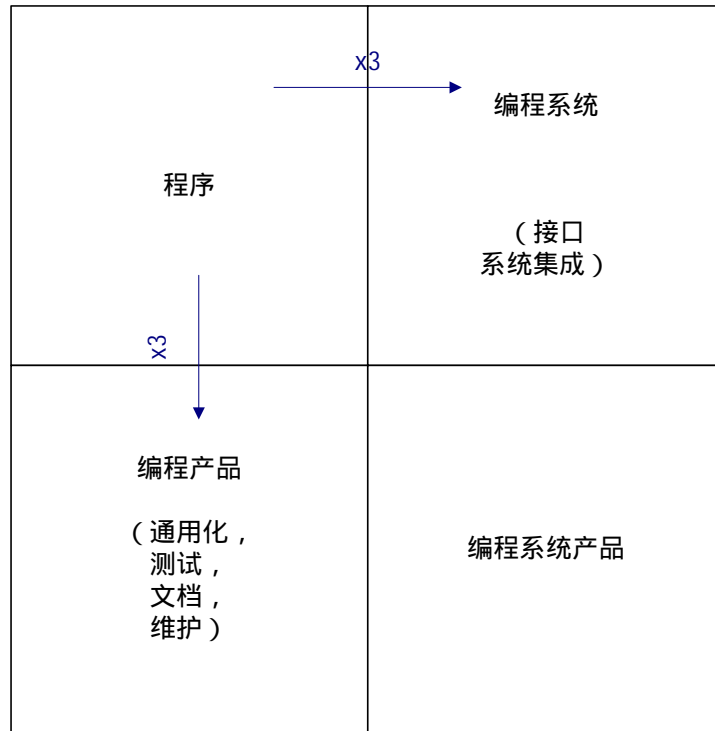 x3
编程系统
程序
（接口
系统集成）
x3
编程产品
（通用化，
测试，
文档，
维护）
编程系统产品